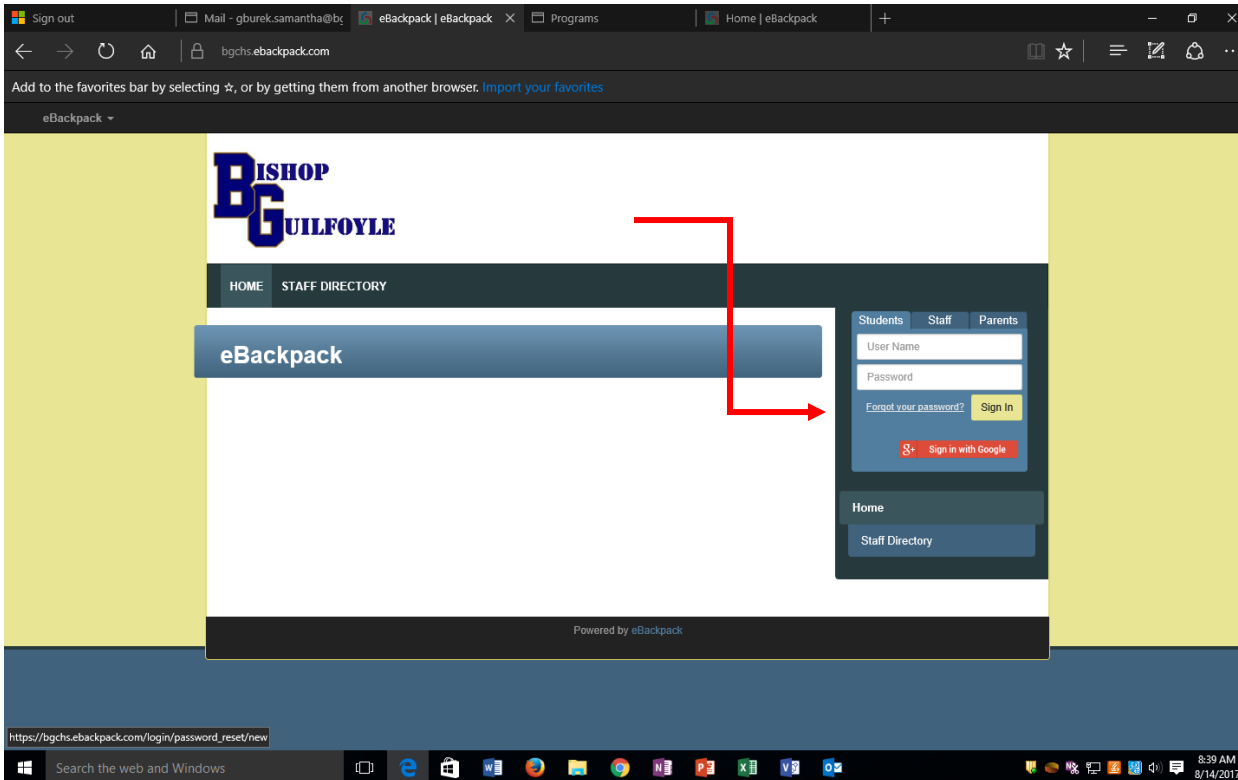 Sign out
Mail - gburek.samantha@bg
eBackpack | eBackpack
Programs
Home | eBackpack
bgchs.ebackpack.com
Add to the favorites bar by selecting ☆, or by getting them from another browser. Import your favorites
eBackpack
BISHOP
GUILFOYLE
HOME STAFF DIRECTORY
eBackpack
Students Staff Parents
User Name
Password
Forgot your password? Sign In
g+ Sign in with Google
Home
Staff Directory
Powered by eBackpack
https://bgchs.ebackpack.com/login/password_reset/new
Search the web and Windows
8:39 AM
8/14/2017